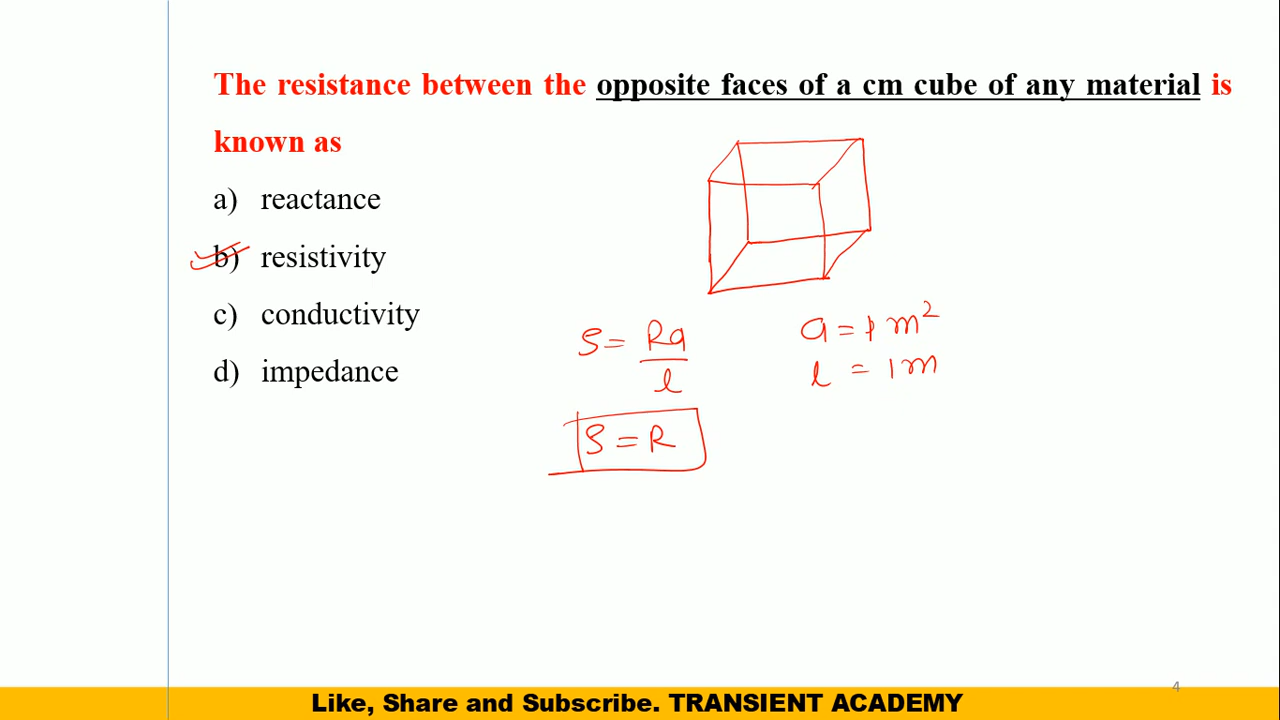 The resistance between the opposite faces of a cm cube of any material is
known as
a) reactance
b) resistivity
c) conductivity
d) impedance
S = Ra/l
a = 1 m²
l = 1m
S = R
4
Like, Share and Subscribe. TRANSIENT ACADEMY